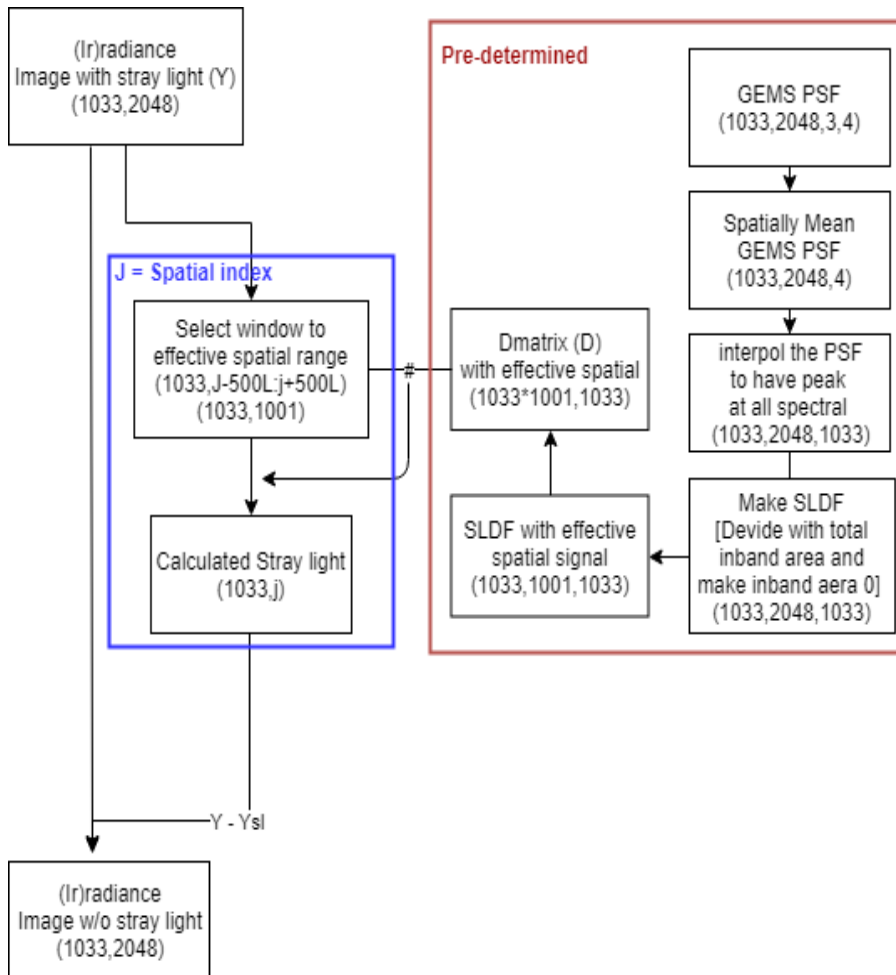 (Ir)radiance
Image with stray light (Y)
(1033,2048)
Pre-determined
GEMS PSF
(1033,2048,3,4)
Spatially Mean
GEMS PSF
(1033,2048,4)
interpol the PSF
to have peak
at all spectral
(1033,2048,1033)
Make SLDF
[Devide with total
inband area and
make inband aera 0]
(1033,2048,1033)
SLDF with effective
spatial signal
(1033,1001,1033)
Dmatrix (D)
with effective spatial
(1033*1001,1033)
#
J = Spatial index
Select window to
effective spatial range
(1033,J-500L:j+500L)
(1033,1001)
Calculated Stray light
(1033,j)
Y - Ysl
(Ir)radiance
Image w/o stray light
(1033,2048)